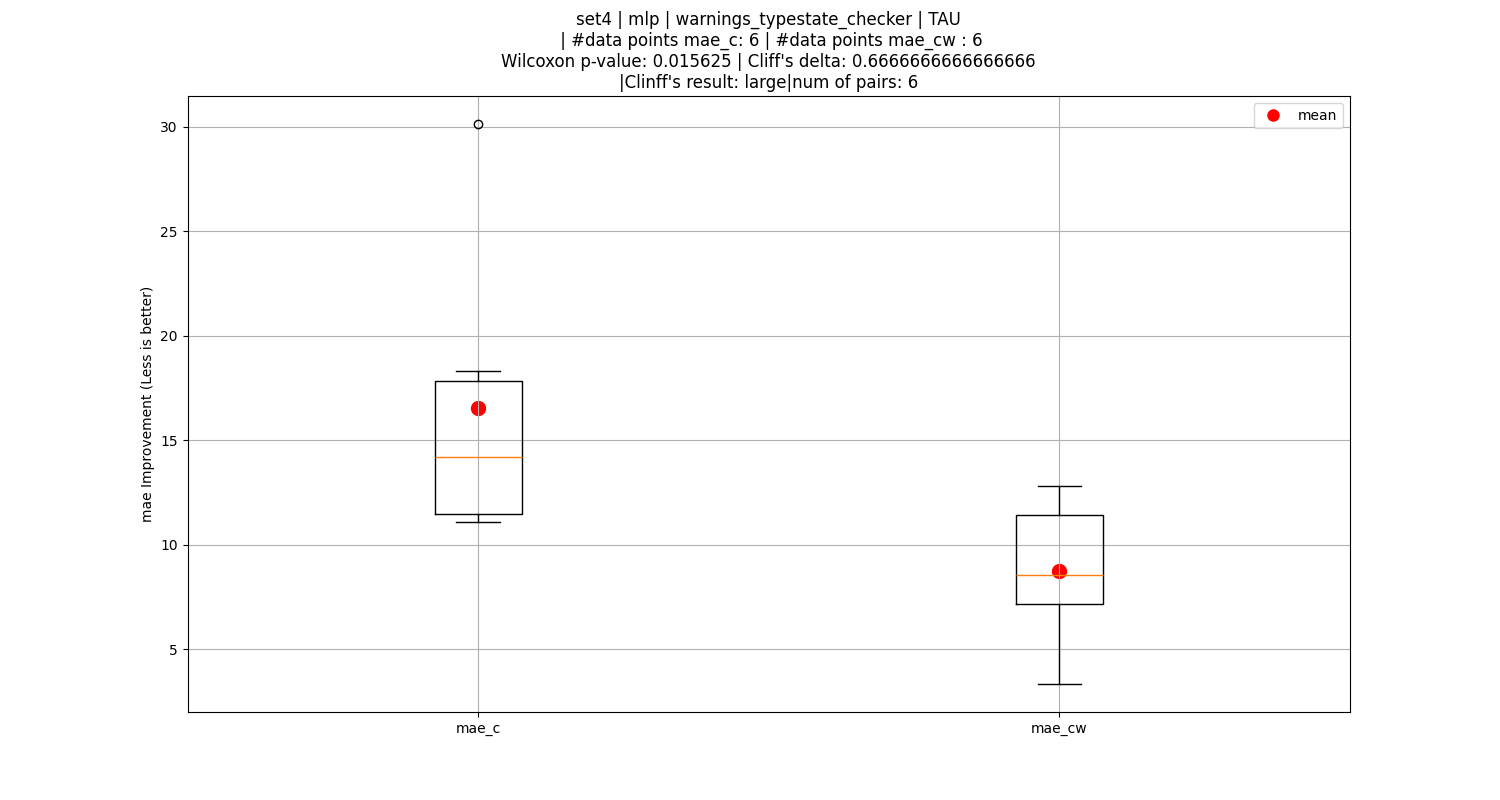 set4 | mlp | warnings_typestate_checker | TAU
| #data points mae_c: 6 | #data points mae_cw : 6
Wilcoxon p-value: 0.015625 | Cliff's delta: 0.6666666666666666
|Clinff's result: large|num of pairs: 6
mean
30
25
20
15
10
5
mae Improvement (Less is better)
mae_c
mae_cw